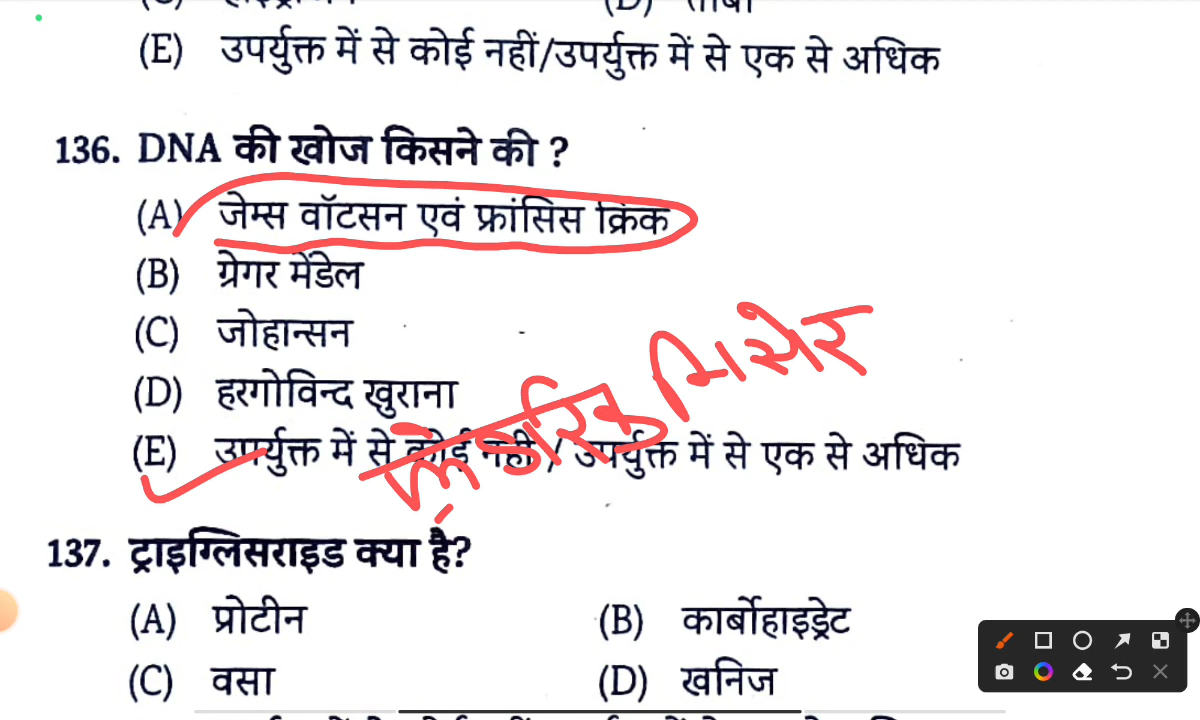 (E) उपर्युक्त में से कोई नहीं/उपर्युक्त में से एक से अधिक
136. DNA की खोज किसने की ?
(A) जेम्स वॉटसन एवं फ्रांसिस क्रिक
(B) ग्रेगर मेंडेल
(C) जोहान्सन
(D) हरगोविन्द खुराना
(E) उपर्युक्त में से कोई नहीं / उपर्युक्त में से एक से अधिक
137. ट्राइग्लिसराइड क्या है?
(A) प्रोटीन (B) कार्बोहाइड्रेट
(C) वसा (D) खनिज